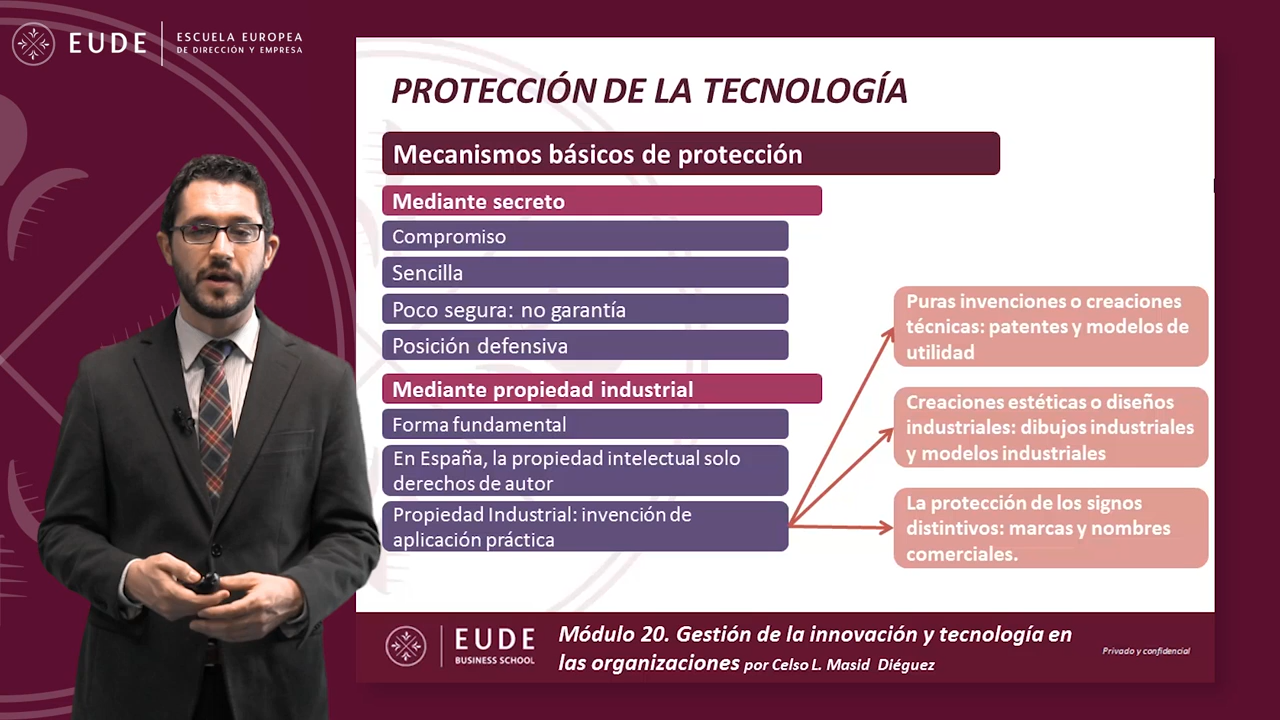 EUDE
ESCUELA EUROPEA
DE DIRECCIÓN Y EMPRESA
PROTECCIÓN DE LA TECNOLOGÍA
Mecanismos básicos de protección
Mediante secreto
Compromiso
Sencilla
Poco segura: no garantía
Posición defensiva
Mediante propiedad industrial
Forma fundamental
En España, la propiedad intelectual solo
derechos de autor
Propiedad Industrial: invención de
aplicación práctica
Puras invenciones o creaciones
técnicas: patentes y modelos de
utilidad
Creaciones estéticas o diseños
industriales: dibujos industriales
y modelos industriales
La protección de los signos
distintivos: marcas y nombres
comerciales.
EUDE
BUSINESS SCHOOL
Módulo 20. Gestión de la innovación y tecnología en
las organizaciones por Celso L. Masid Diéguez
Privado y confidencial